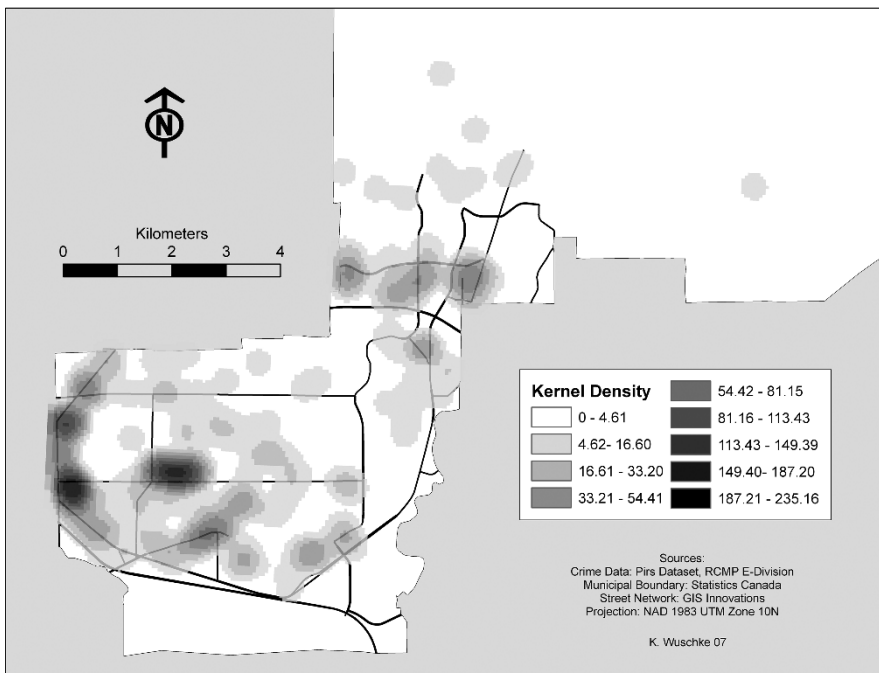 N
Kilometers
0 1 2 3 4
Kernel Density
0 - 4.61
4.62 - 16.60
16.61 - 33.20
33.21 - 54.41
54.42 - 81.15
81.16 - 113.43
113.43 - 149.39
149.40- 187.20
187.21 - 235.16
Sources:
Crime Data: Pirs Dataset, RCMP E-Division
Municipal Boundary: Statistics Canada
Street Network: GIS Innovations
Projection: NAD 1983 UTM Zone 10N
K. Wuschke 07